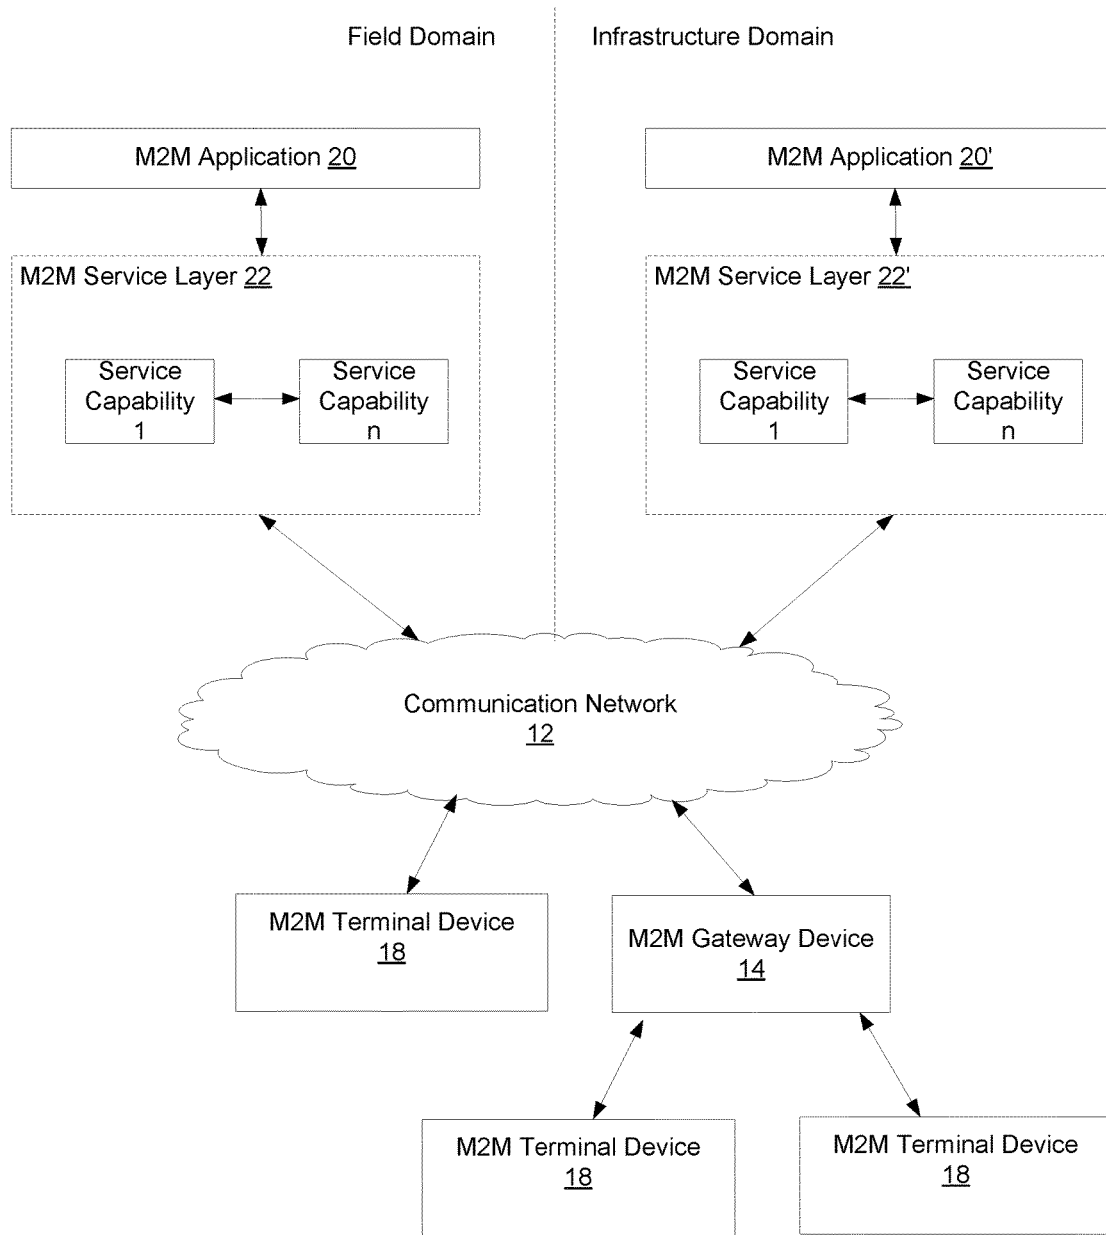 Field Domain
Infrastructure Domain
M2M Application 20
M2M Application 20'
M2M Service Layer 22
M2M Service Layer 22'
Service
Capability
1
Service
Capability
n
Service
Capability
1
Service
Capability
n
Communication Network
12
M2M Terminal Device
18
M2M Gateway Device
14
M2M Terminal Device
18
M2M Terminal Device
18